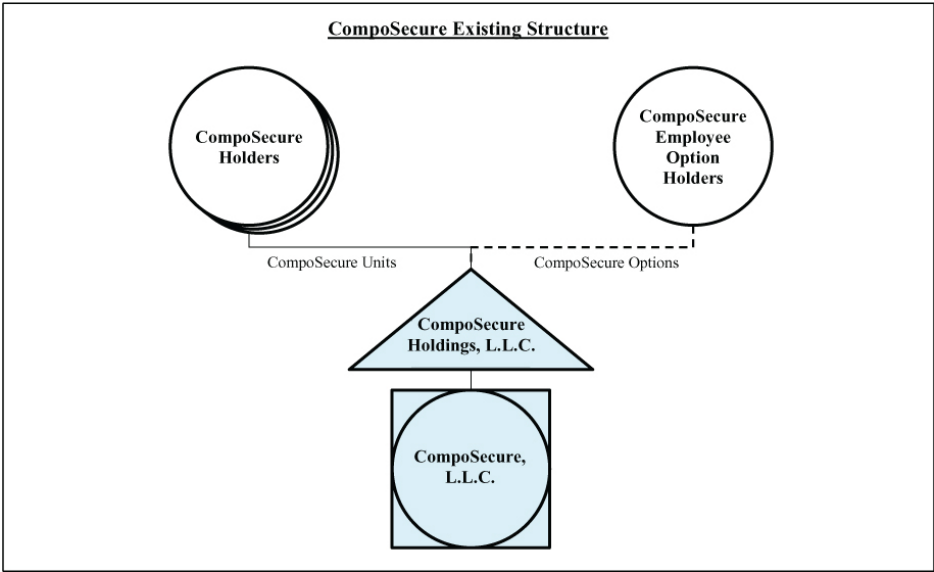 CompoSecure Existing Structure
CompoSecure
Holders
CompoSecure
Employee
Option
Holders
CompoSecure Units
CompoSecure Options
CompoSecure
Holdings, L.L.C.
CompoSecure,
L.L.C.